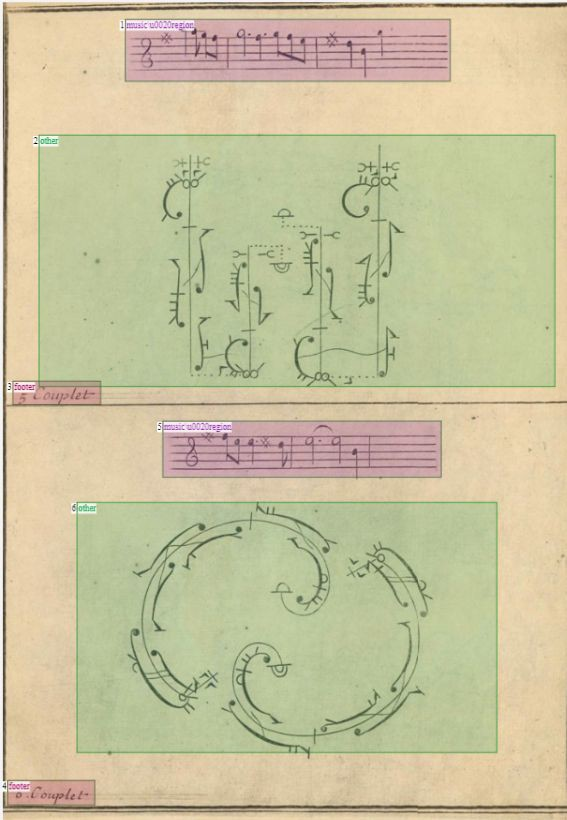 1 music\u0020region
2 other
3 footer
5 Couplet
5 music\u0020region
6 other
4 footer
6. Couplet